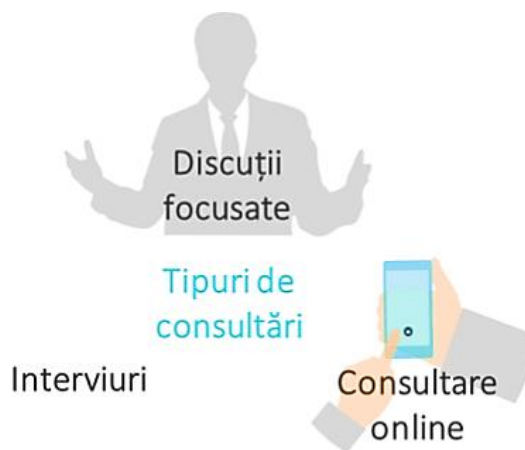 Discuții
focusate
Tipuri de
consultări
Interviuri
Consultare
online